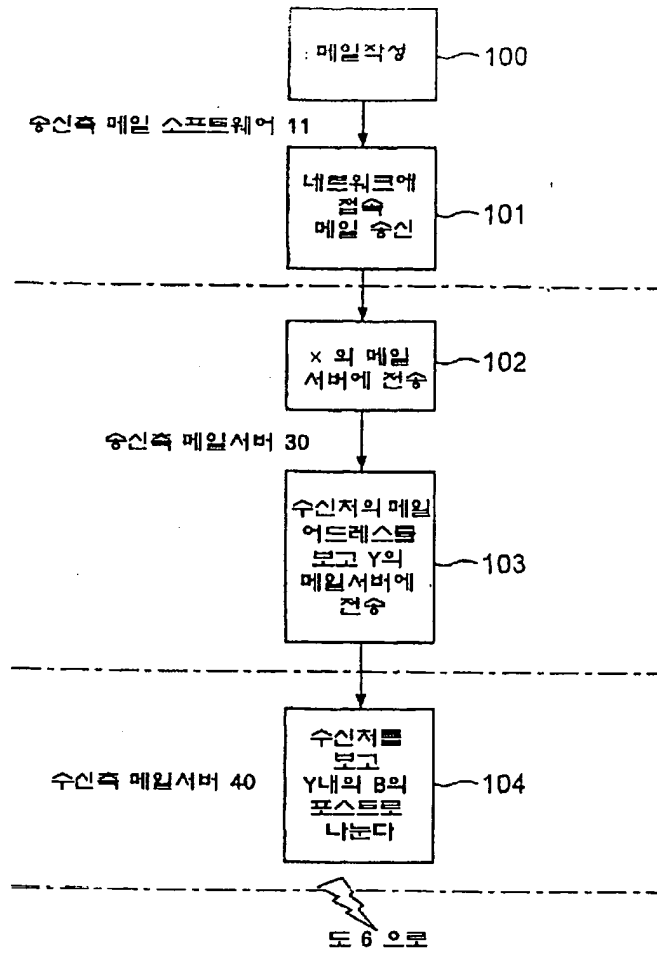 메일작성
100
송신측 메일 소프트웨어 11
네트워크에
접속
메일 송신
101
X 의 메일
서버에 전송
102
송신측 메일서버 30
수신처의 메일
어드레스를
보고 Y의
메일서버에
전송
103
수신처를
보고
Y내의 B의
포스트로
나눈다
104
수신측 메일서버 40
도 6 으로